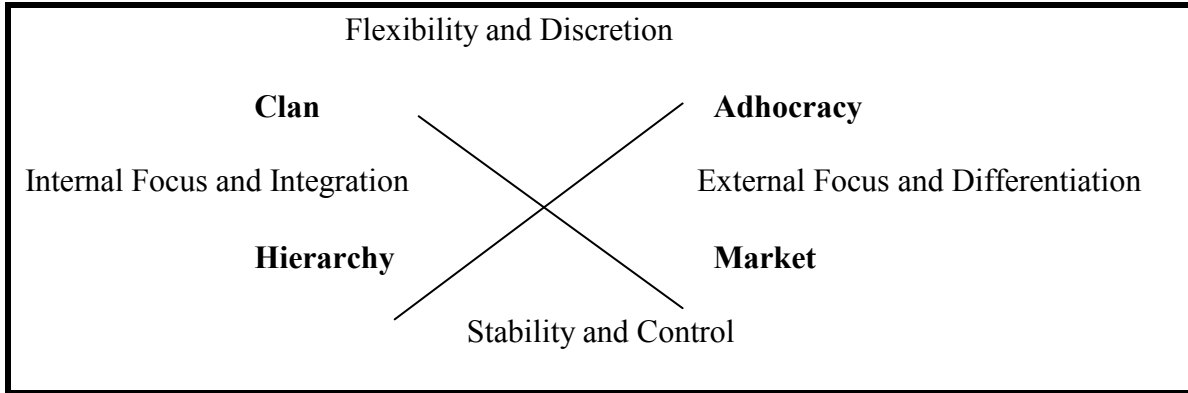 Flexibility and Discretion
Clan Adhocracy
Internal Focus and Integration External Focus and Differentiation
Hierarchy Market
Stability and Control